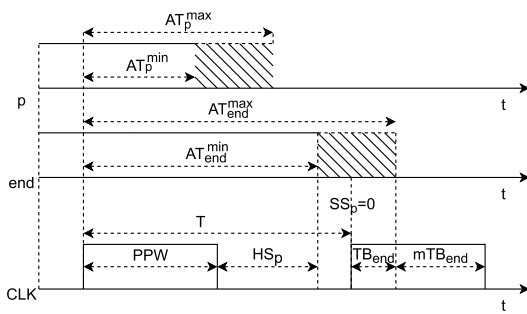 AT_p^max
AT_p^min
p
t
AT_end^max
AT_end^min
end
t
SS_p=0
T
PPW
HS_p
TB_end
mTB_end
CLK
t